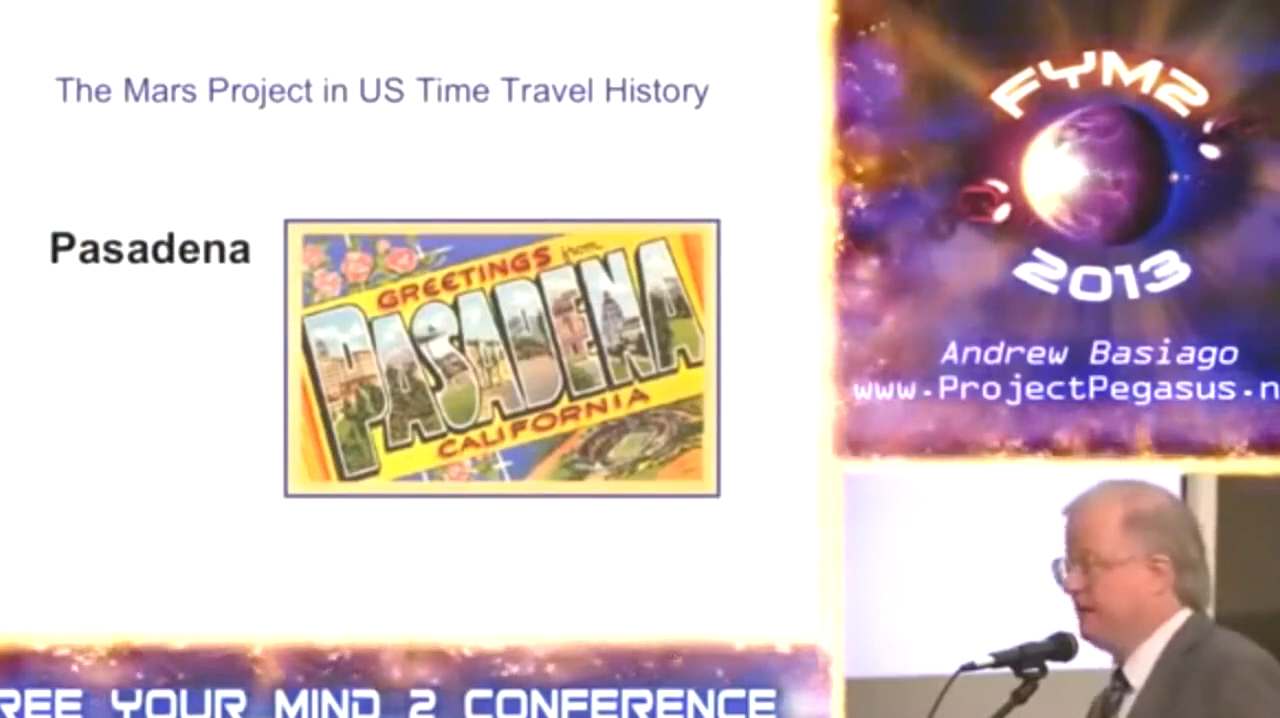 The Mars Project in US Time Travel History
Pasadena
GREETINGS from
PASADENA
CALIFORNIA
FYM2
2013
Andrew Basiago
www.ProjectPegasus.n
REE YOUR MIND 2 CONFERENCE